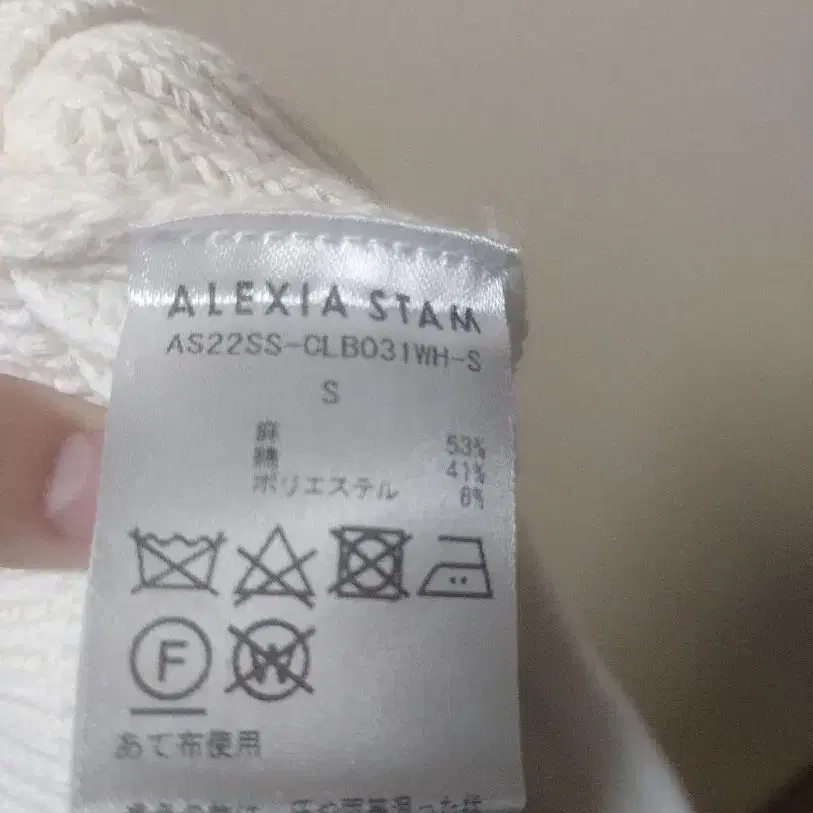 ALEXIA STAM
AS22SS-CLB031WH-S
S
麻 53%
綿 41%
ポリエステル 6%
F
W
あて布使用